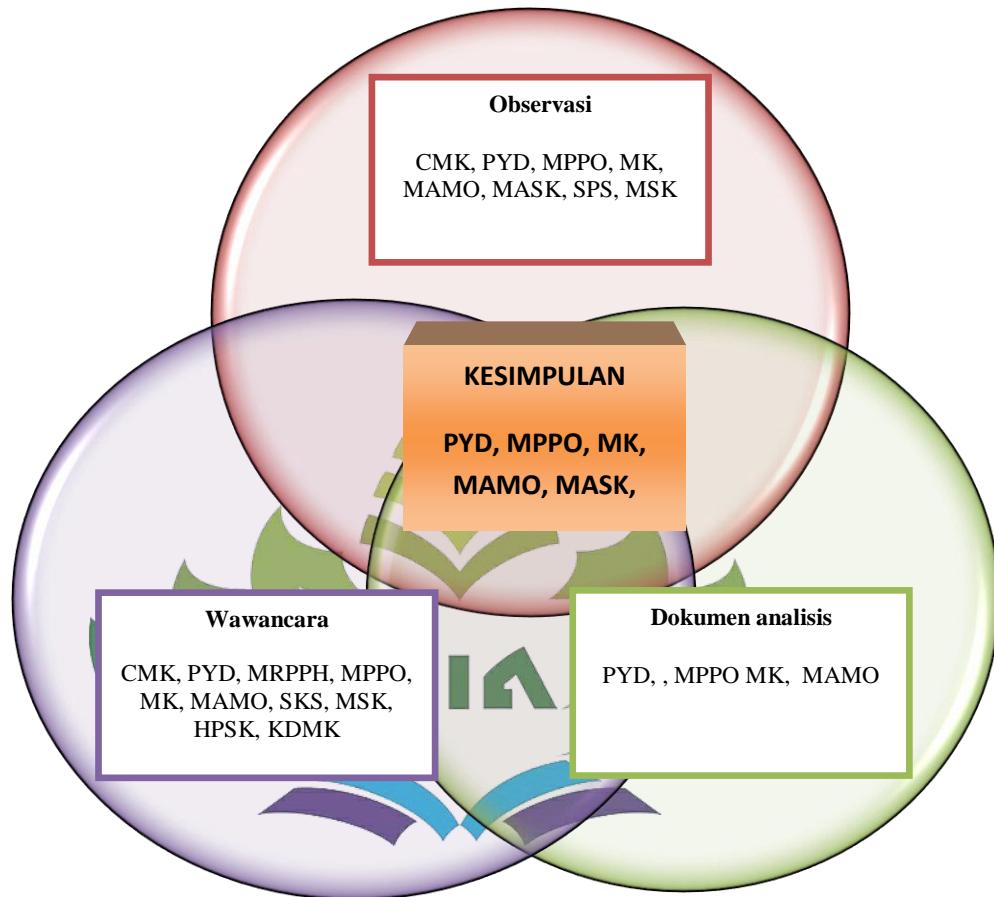 Observasi
CMK, PYD, MPPO, MK,
MAMO, MASK, SPS, MSK
KESIMPULAN
PYD, MPPO, MK,
MAMO, MASK,
Wawancara
CMK, PYD, MRPPH, MPPO,
MK, MAMO, SKS, MSK,
HPSK, KDMK
Dokumen analisis
PYD, , MPPO MK, MAMO